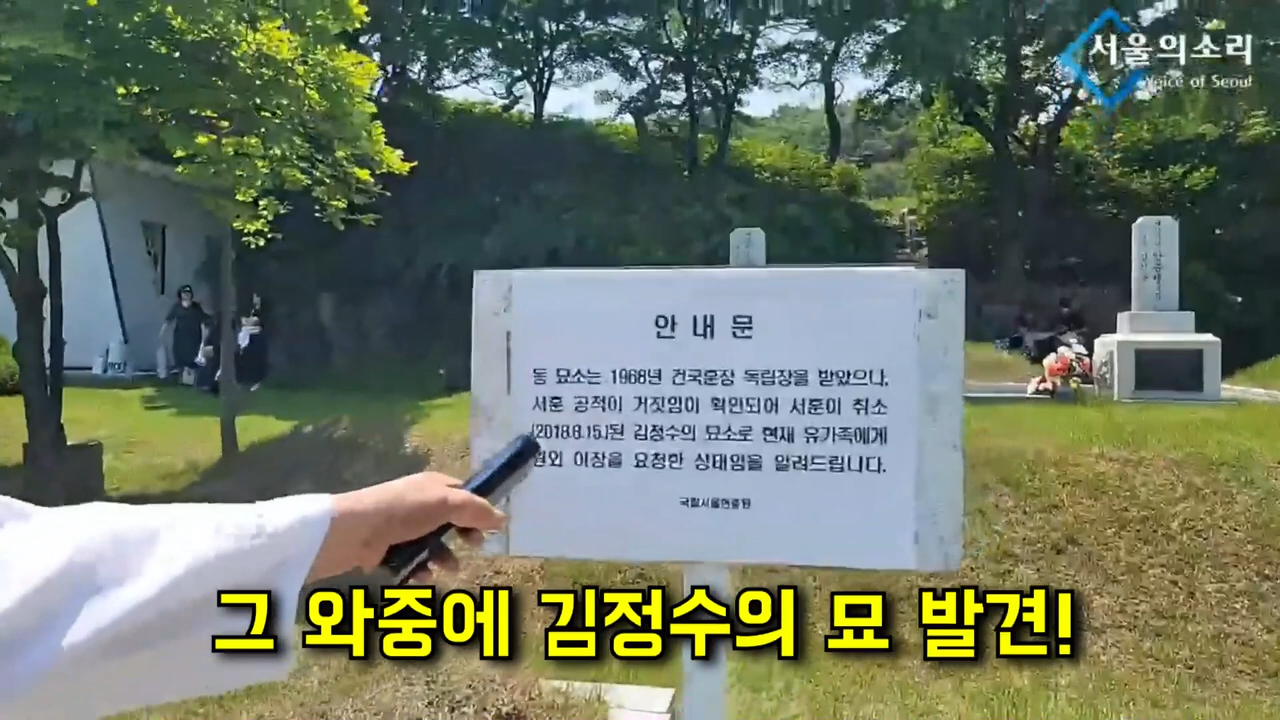 서울의소리
Voice of Seoul
안내문
동 묘소는 1968년 건국훈장 독립장을 받았으나,
서훈 공적이 거짓임이 확인되어 서훈이 취소
(2018.8.15.)된 김정수의 묘소로 현재 유가족에게
원외 이장을 요청한 상태임을 알려드립니다.
국립서울현충원
그 와중에 김정수의 묘 발견!